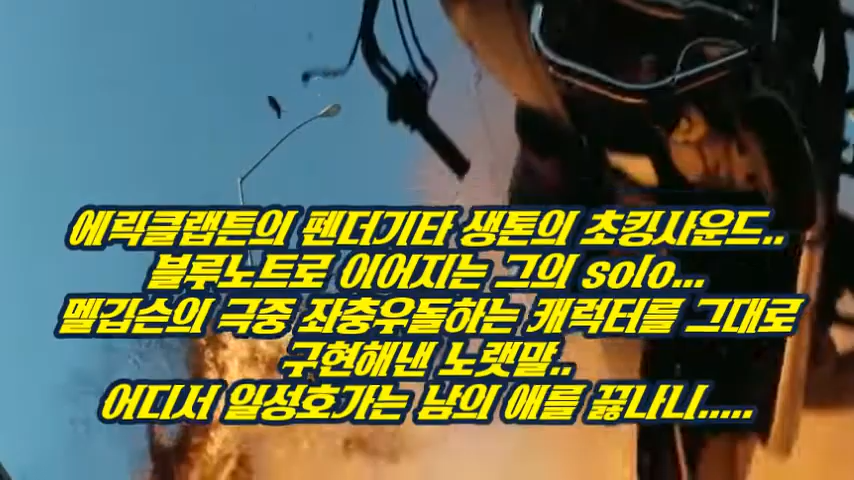 에릭클랩튼의 펜더기타 생톤의 초킹사운드..
블루노트로 이어지는 그의 solo...
멜깁슨의 극중 좌충우돌하는 캐럭터를 그대로
구현해낸 노랫말..
어디서 일성호가는 남의 애를 끓나니.....